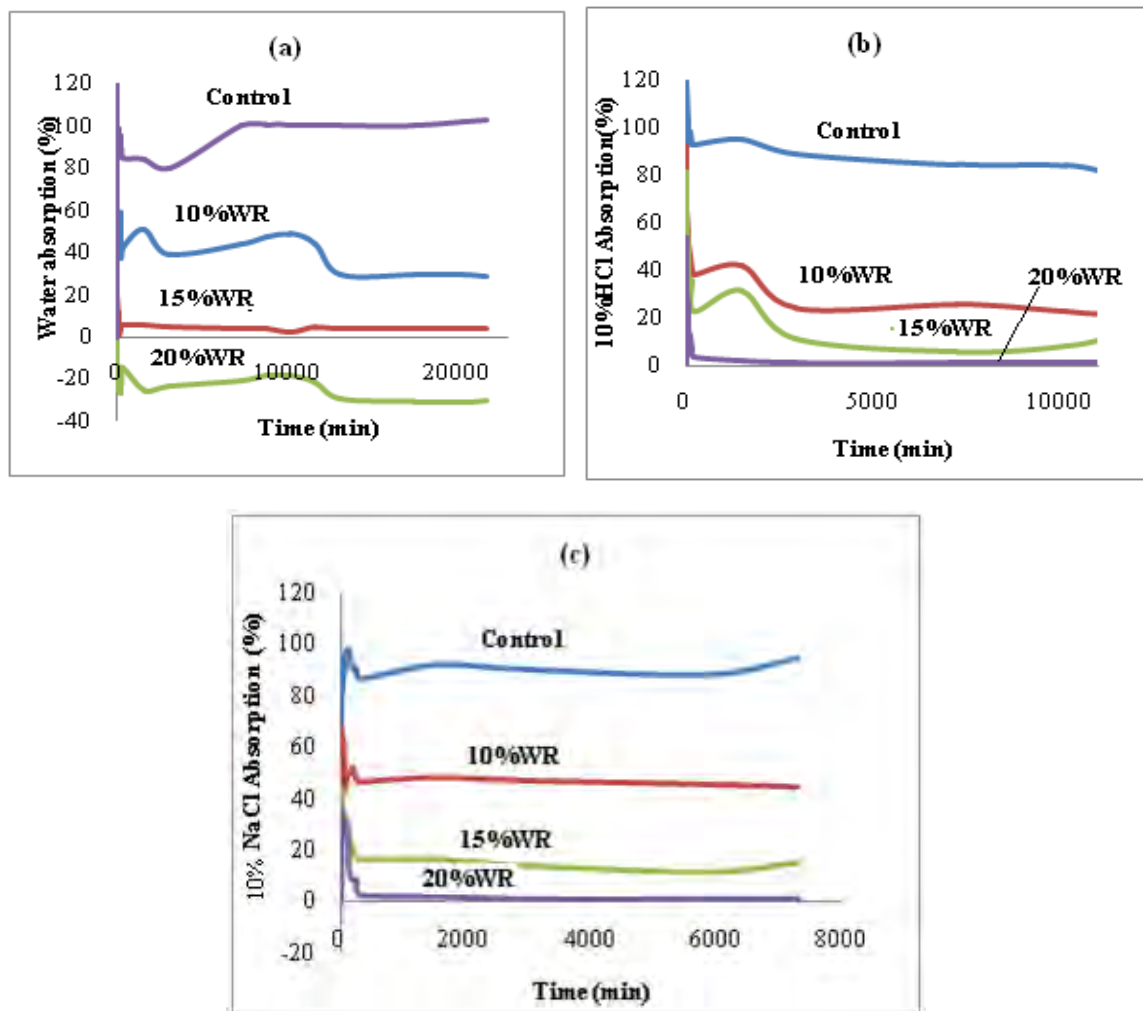 (a)
120
100
80
60
40
20
0
-20
-40
Water absorption (%)
Control
10%WR
15%WR
20%WR
0
10000
20000
Time (min)
(b)
120
100
80
60
40
20
0
10%HCl Absorption(%)
Control
10%WR
20%WR
15%WR
0
5000
10000
Time (min)
(c)
120
100
80
60
40
20
0
-20
10% NaCl Absorption (%)
Control
10%WR
15%WR
20%WR
0
2000
4000
6000
8000
Time (min)